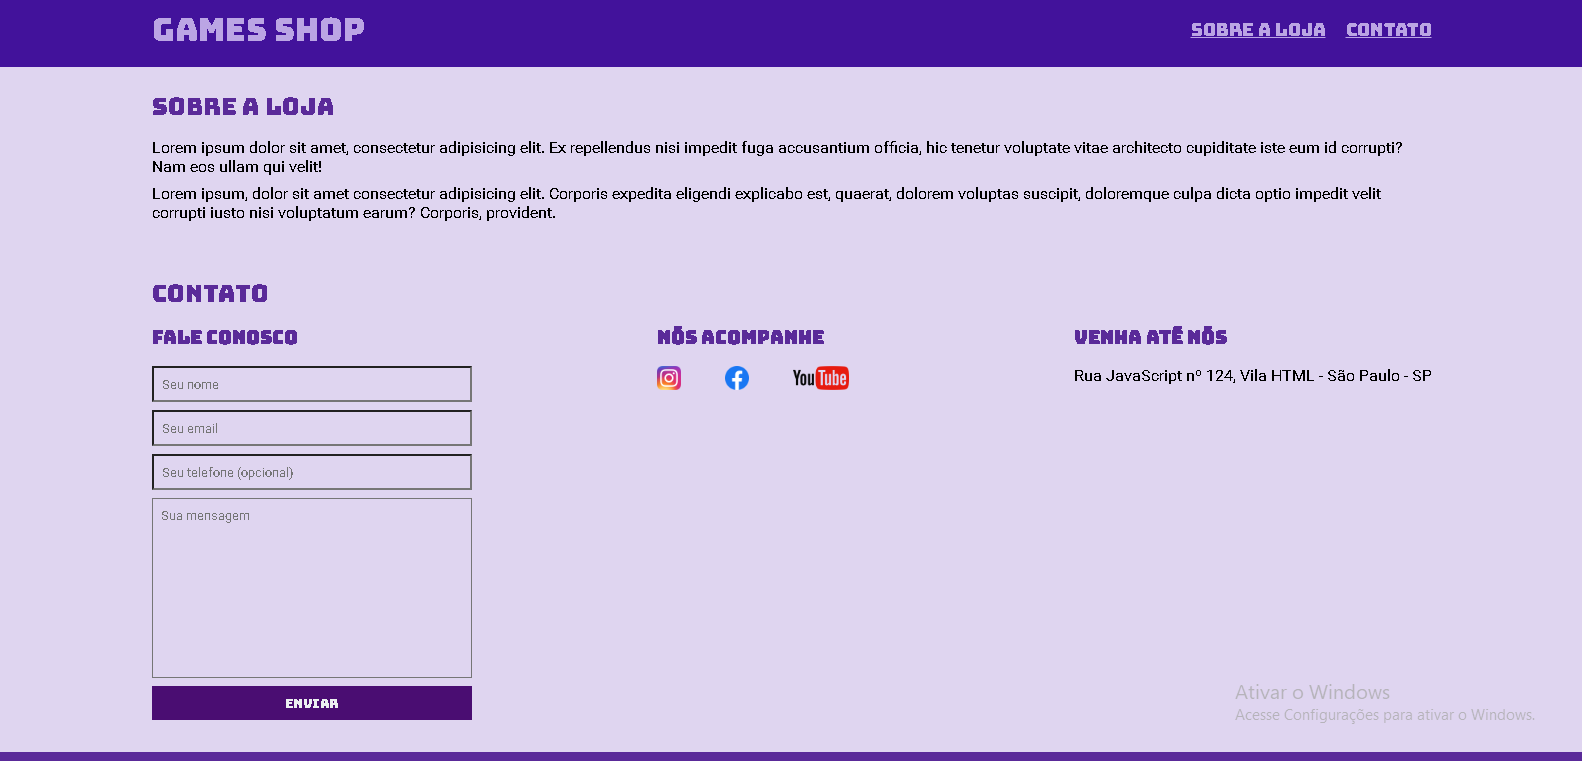 GAMES SHOP
SOBRE A LOJA CONTATO
SOBRE A LOJA
Lorem ipsum dolor sit amet, consectetur adipisicing elit. Ex repellendus nisi impedit fuga accusantium officia, hic tenetur voluptate vitae architecto cupiditate iste eum id corrupti?
Nam eos ullam qui velit!
Lorem ipsum, dolor sit amet consectetur adipisicing elit. Corporis expedita eligendi explicabo est, quaerat, dolorem voluptas suscipit, doloremque culpa dicta optio impedit velit
corrupti iusto nisi voluptatum earum? Corporis, provident.
CONTATO
FALE CONOSCO
Seu nome
Seu email
Seu telefone (opcional)
Sua mensagem
ENVIAR
NÓS ACOMPANHE
YouTube
VENHA ATÉ NÓS
Rua JavaScript nº 124, Vila HTML - São Paulo - SP
Ativar o Windows
Acesse Configurações para ativar o Windows.